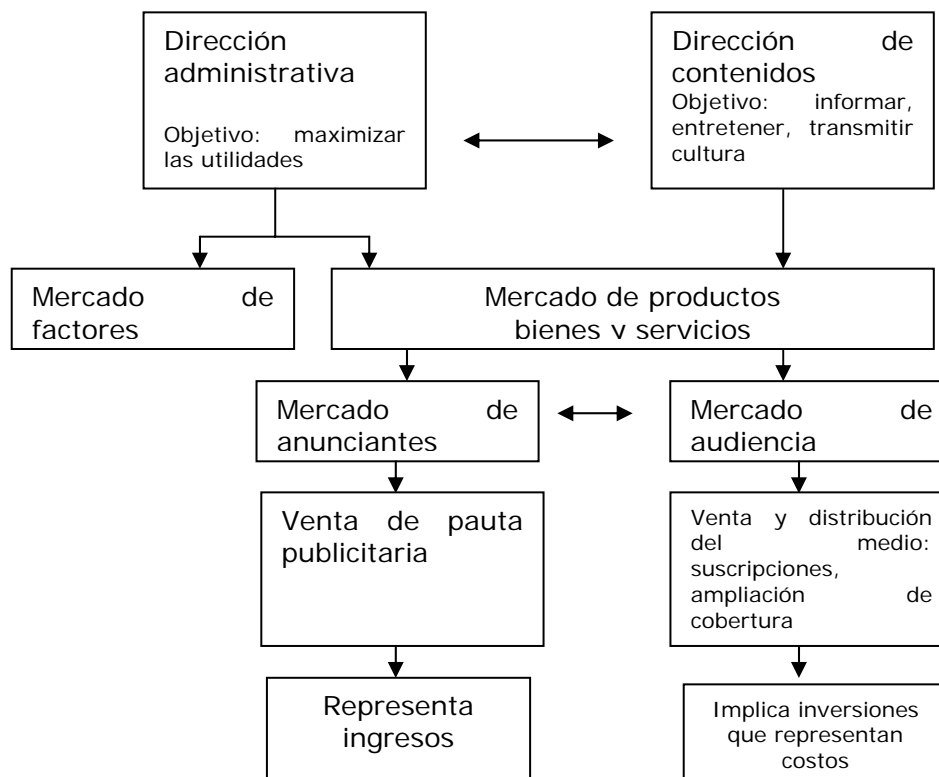 Dirección
administrativa
Objetivo: maximizar
las utilidades
Dirección de
contenidos
Objetivo: informar,
entretener, transmitir
cultura
Mercado de
factores
Mercado de productos
bienes v servicios
Mercado de
anunciantes
Mercado de
audiencia
Venta de pauta
publicitaria
Venta y distribución
del medio:
suscripciones,
ampliación de
cobertura
Representa
ingresos
Implica inversiones
que representan
costos